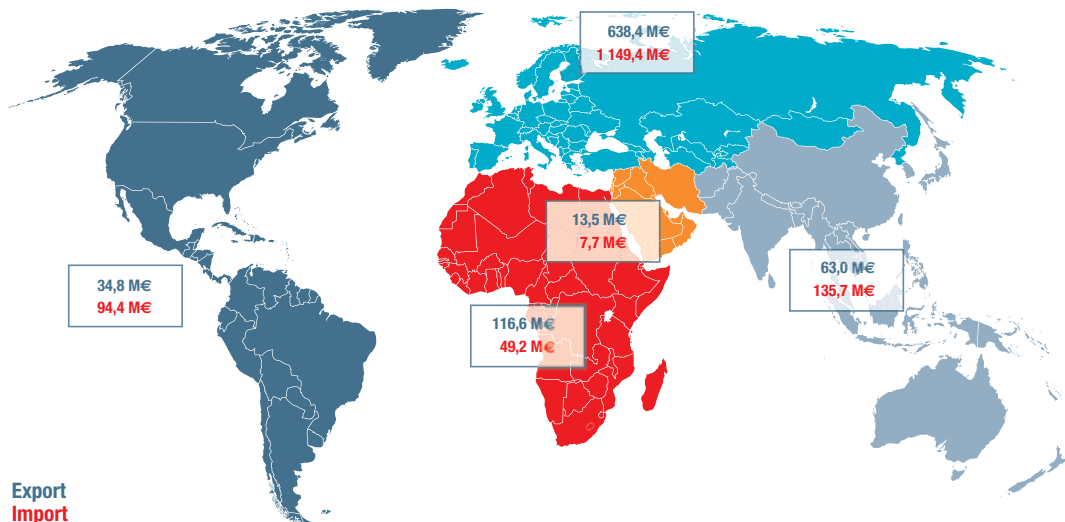 638,4 M€
1 149,4 M€
13,5 M€
7,7 M€
63,0 M€
135,7 M€
34,8 M€
94,4 M€
116,6 M€
49,2 M€
Export
Import